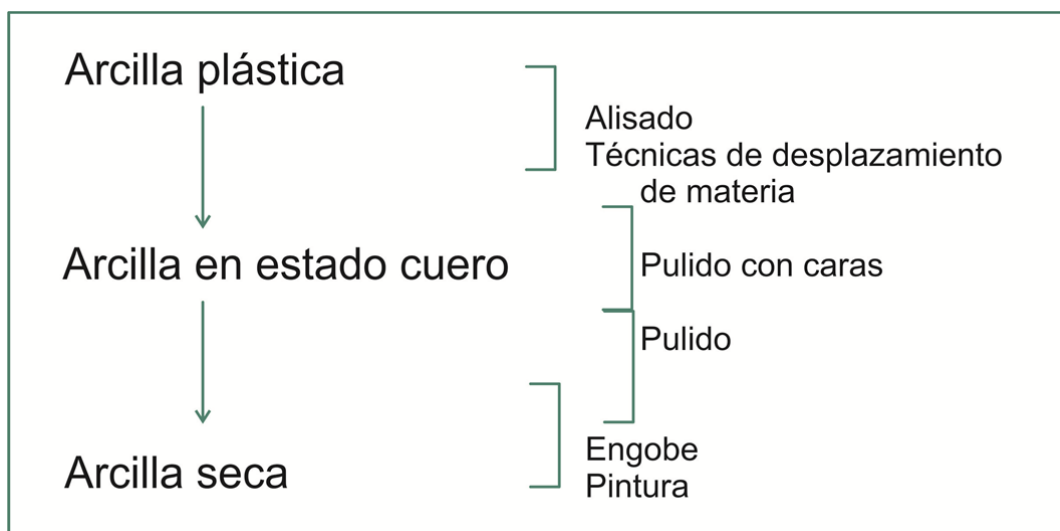 Arcilla plástica
Alisado
Técnicas de desplazamiento
de materia
Arcilla en estado cuero
Pulido con caras
Pulido
Engobe
Arcilla seca
Pintura